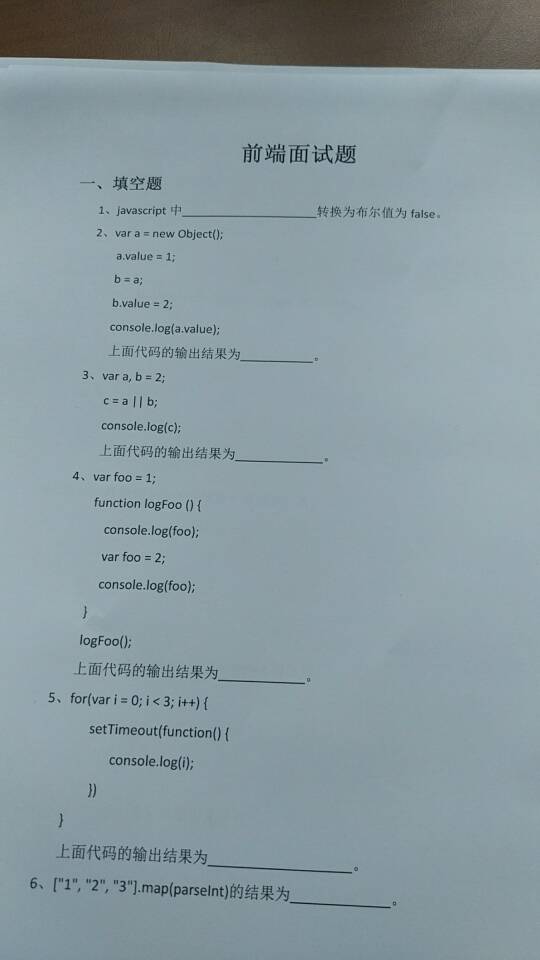 前端面试题
一、填空题
1、javascript 中____________________转换为布尔值为 false。
2、var a = new Object();
a.value = 1;
b = a;
b.value = 2;
console.log(a.value);
上面代码的输出结果为___________。
3、var a, b = 2;
c = a || b;
console.log(c);
上面代码的输出结果为_____________。
4、var foo = 1;
function logFoo () {
console.log(foo);
var foo = 2;
console.log(foo);
}
logFoo();
上面代码的输出结果为____________。
5、for(var i = 0; i < 3; i++) {
setTimeout(function() {
console.log(i);
})
}
上面代码的输出结果为___________________。
6、["1", "2", "3"].map(parseInt)的结果为_____________。